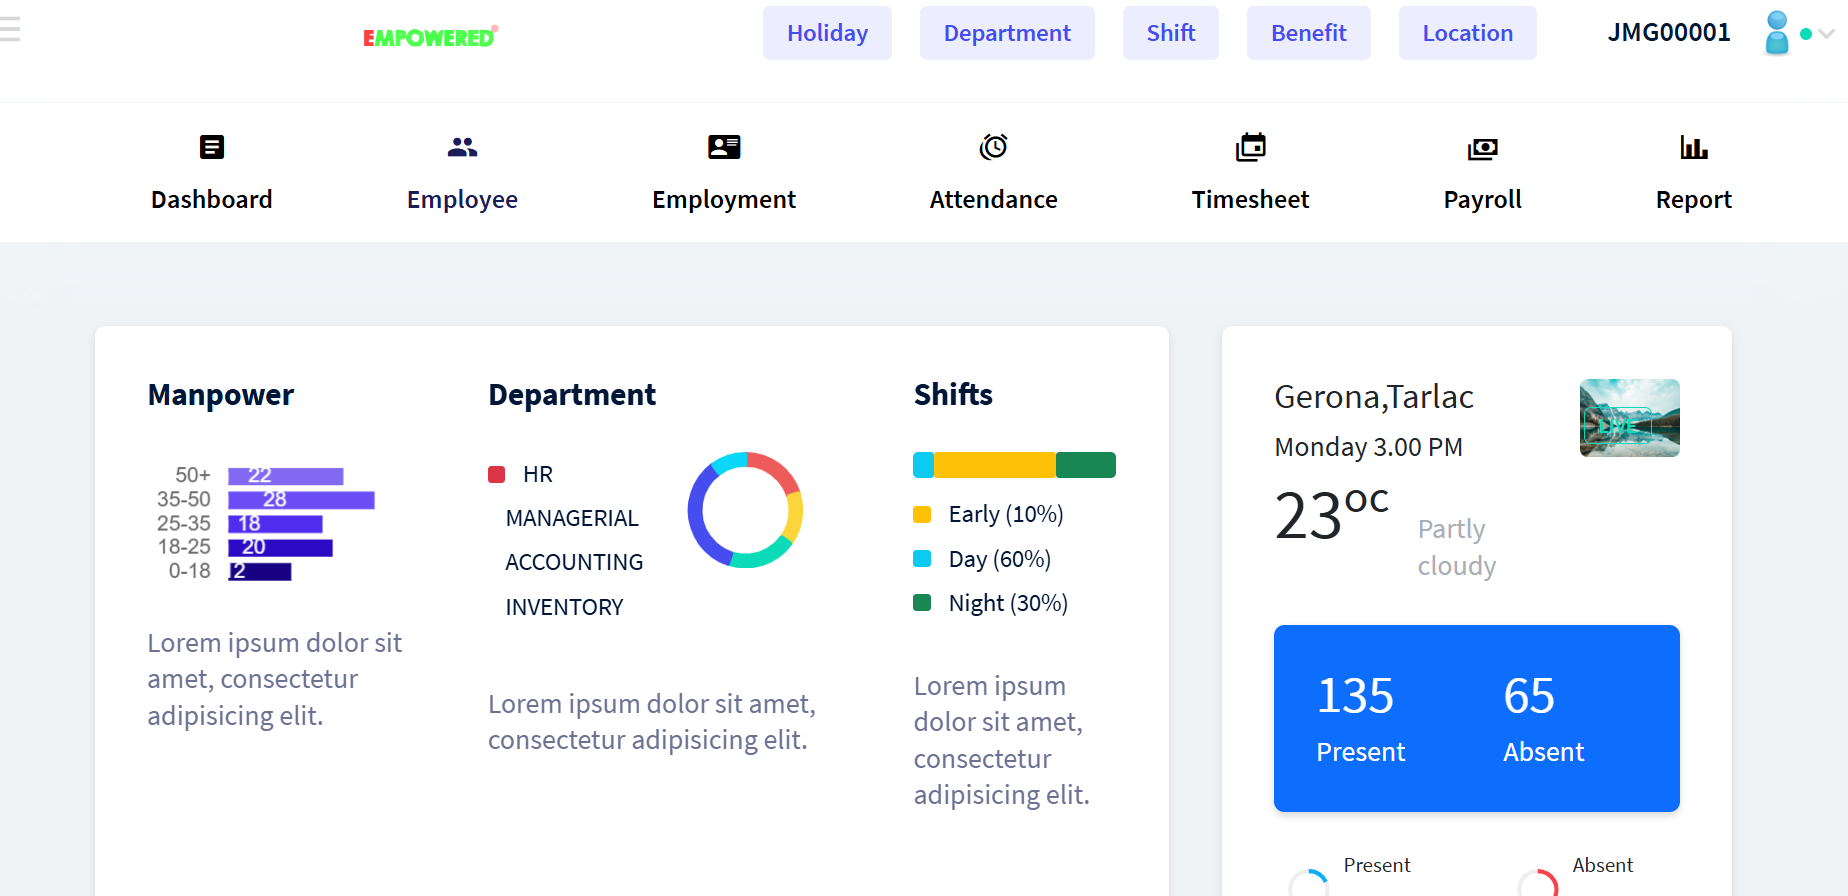 EMPOWERED
Holiday
Department
Shift
Benefit
Location
JMG00001
Dashboard
Employee
Employment
Attendance
Timesheet
Payroll
Report
Manpower
50+ 22
35-50 28
25-35 18
18-25 20
0-18 2
Lorem ipsum dolor sit
amet, consectetur
adipisicing elit.
Department
HR
MANAGERIAL
ACCOUNTING
INVENTORY
Lorem ipsum dolor sit amet,
consectetur adipisicing elit.
Shifts
Early (10%)
Day (60%)
Night (30%)
Lorem ipsum
dolor sit amet,
consectetur
adipisicing elit.
Gerona,Tarlac
LIVE
Monday 3.00 PM
23°C
Partly
cloudy
135
Present
65
Absent
Present
Absent